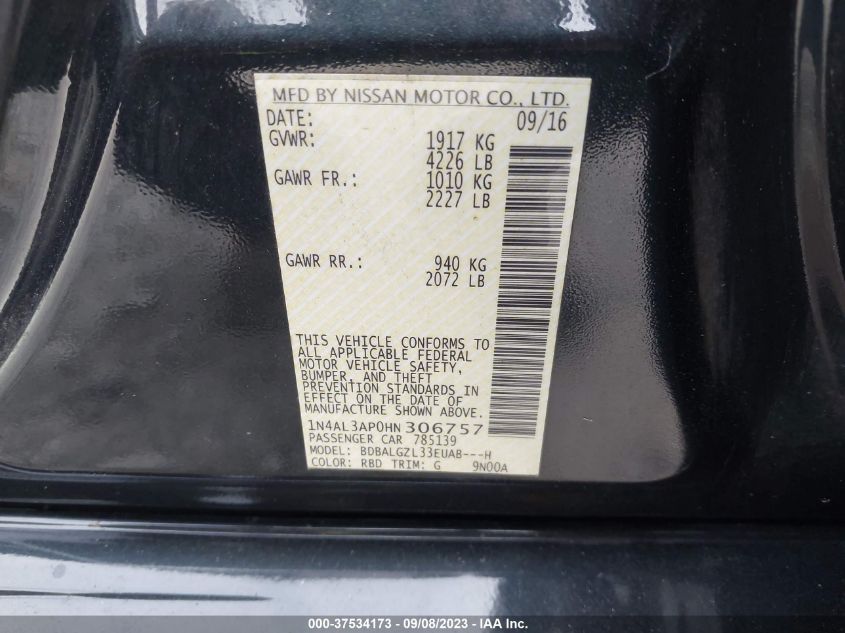 MFD BY NISSAN MOTOR CO., LTD.
DATE: 09/16
GVWR: 1917 KG
4226 LB
GAWR FR.: 1010 KG
2227 LB
GAWR RR.: 940 KG
2072 LB
THIS VEHICLE CONFORMS TO
ALL APPLICABLE FEDERAL
MOTOR VEHICLE SAFETY,
BUMPER, AND THEFT
PREVENTION STANDARDS IN
EFFECT ON THE DATE OF
MANUFACTURE SHOWN ABOVE.
1N4AL3AP0HN306757
PASSENGER CAR 785139
MODEL: BDBALGZL33EUAB---H
COLOR: RBD TRIM: G 9N00A
000-37534173 - 09/08/2023 - IAA Inc.